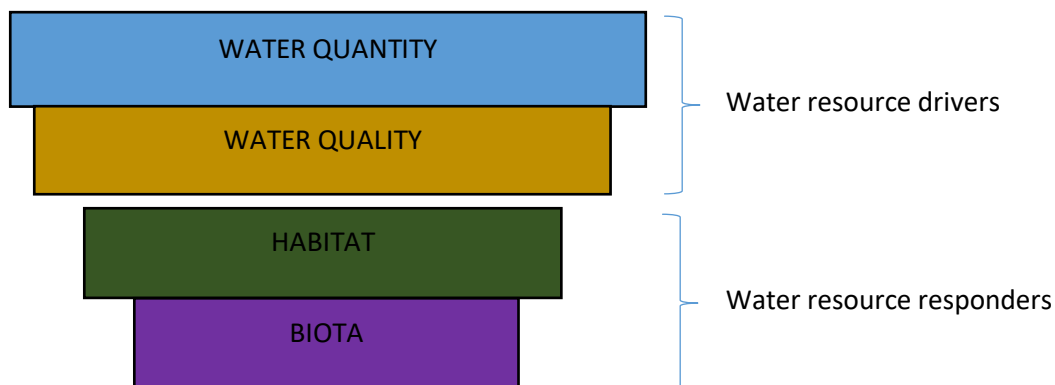 WATER QUANTITY
Water resource drivers
WATER QUALITY
HABITAT
Water resource responders
BIOTA